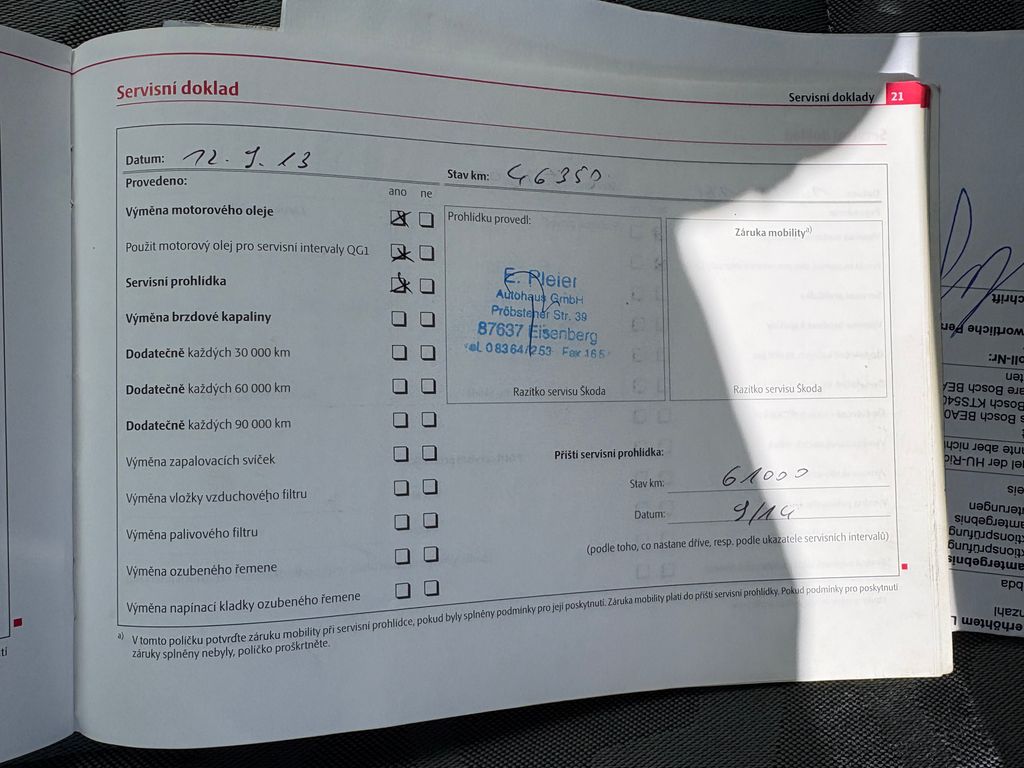 Servisní doklad
Servisní doklady 21
Datum: 12. 9. 13
Stav km: 46350
Provedeno:
ano ne
Výměna motorového oleje
Použit motorový olej pro servisní intervaly QG1
Servisní prohlídka
Výměna brzdové kapaliny
Dodatečně každých 30 000 km
Dodatečně každých 60 000 km
Dodatečně každých 90 000 km
Výměna zapalovacích svíček
Výměna vložky vzduchového filtru
Výměna palivového filtru
Výměna ozubeného řemene
Výměna napínací kladky ozubeného řemene
Prohlídku provedl:
E. Pleier
Autohaus GmbH
Pröbstener Str. 39
87637 Eisenberg
Tel. 08364/253 Fax 165
Razítko servisu Škoda
Záruka mobility a)
Razítko servisu Škoda
Příští servisní prohlídka:
Stav km: 61000
Datum: 9/14
(podle toho, co nastane dříve, resp. podle ukazatele servisních intervalů)
a) V tomto políčku potvrďte záruku mobility při servisní prohlídce, pokud byly splněny podmínky pro její poskytnutí. Záruka mobility platí do příští servisní prohlídky. Pokud podmínky pro poskytnutí
záruky splněny nebyly, políčko proškrtněte.